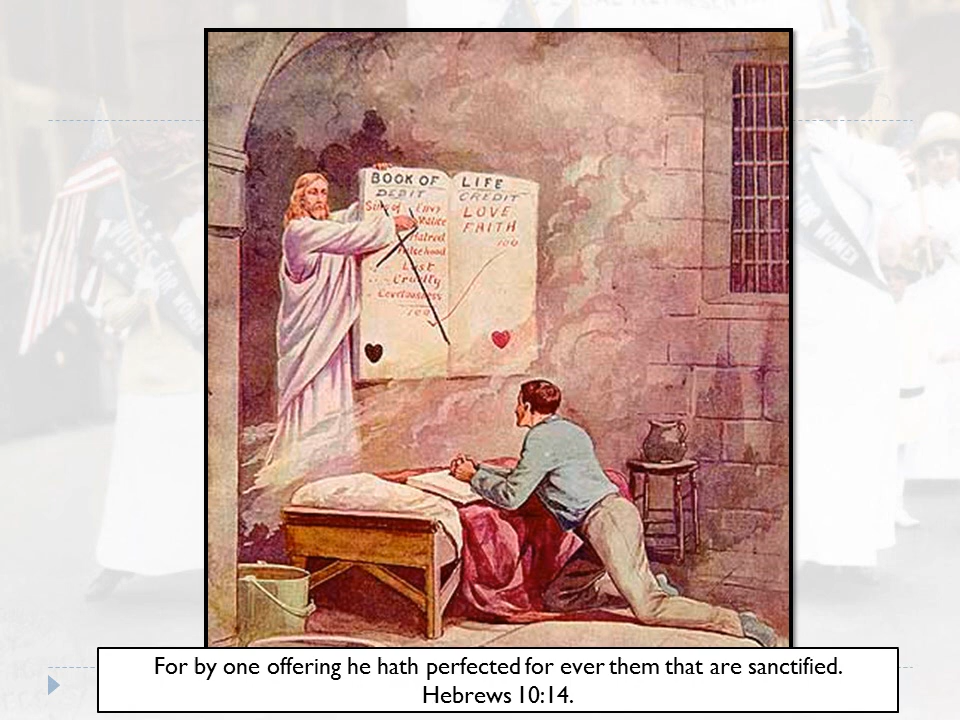 BOOK OF LIFE
DEBIT CREDIT
Sins of Envy
Malice
Hatred
Falsehood
Lust
Cruelty
Covetousness
100
LOVE
FAITH
100
For by one offering he hath perfected for ever them that are sanctified.
Hebrews 10:14.